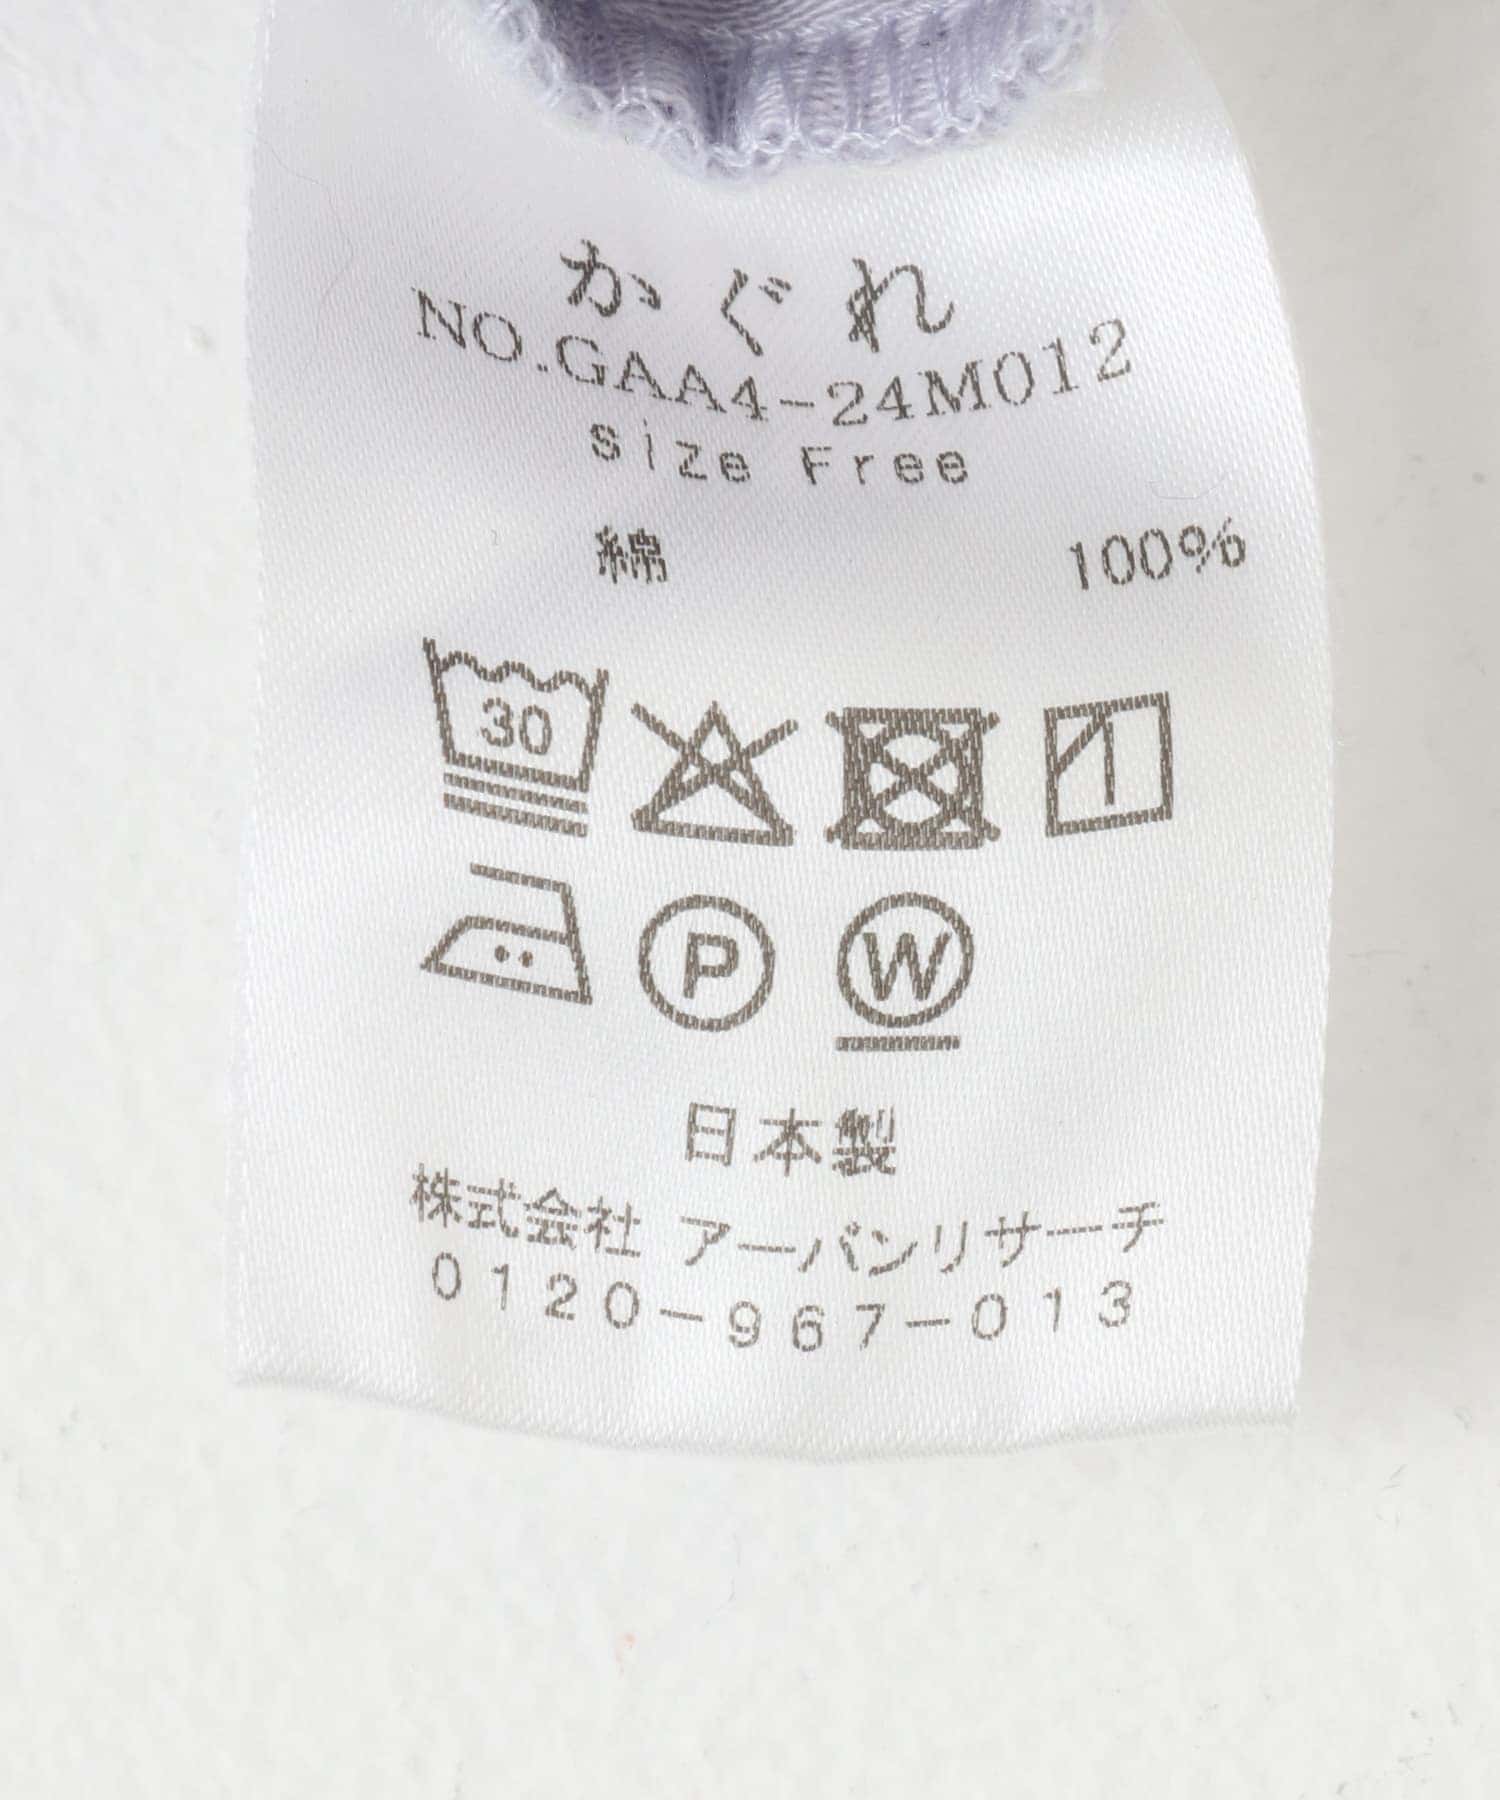 かぐれ
NO.GAA4-24M012
Size Free
綿 100%
30
P W
日本製
株式会社 アーバンリサーチ
0120-967-013